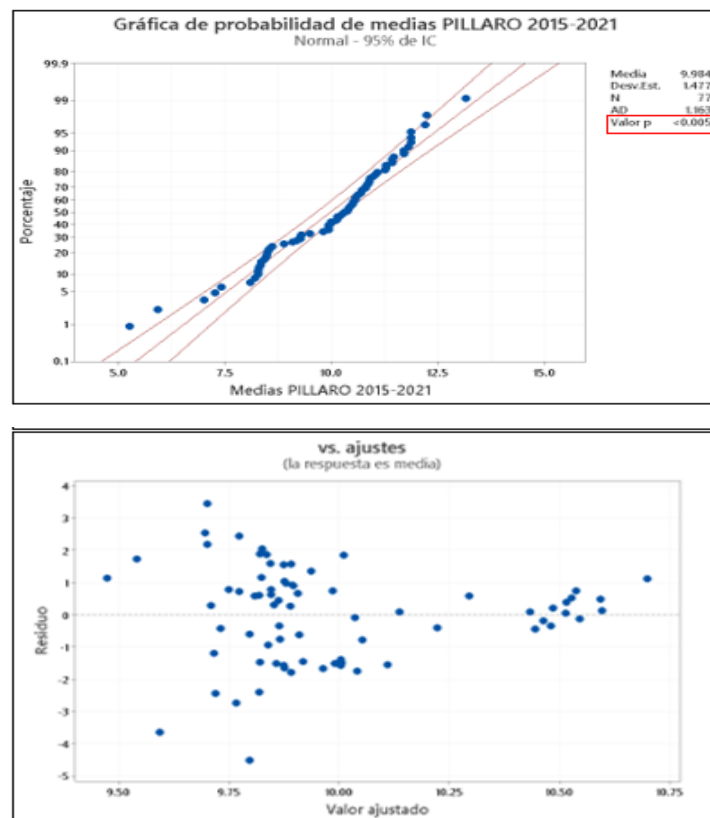 Gráfica de probabilidad de medias PILLARO 2015-2021
Normal - 95% de IC
99.9
99
95
90
80
70
60
50
40
30
20
10
5
1
0.1
Porcentaje
5.0 7.5 10.0 12.5 15.0
Medias PILLARO 2015-2021
Media 9.984
Desv.Est. 1.477
N 77
AD 1.163
Valor p <0.005
vs. ajustes
(la respuesta es media)
4
3
2
1
0
-1
-2
-3
-4
-5
Residuo
9.50 9.75 10.00 10.25 10.50 10.75
Valor ajustado